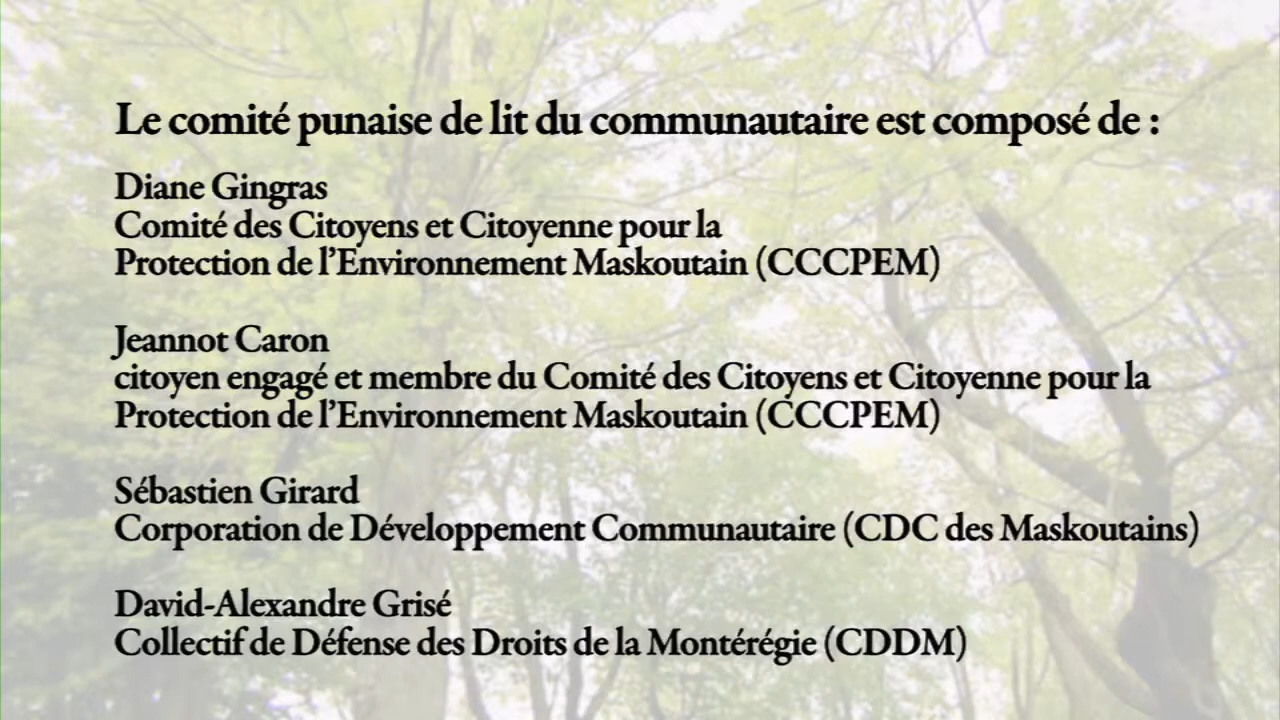 Le comité punaise de lit du communautaire est composé de :
Diane Gingras
Comité des Citoyens et Citoyenne pour la
Protection de l’Environnement Maskoutain (CCCPEM)
Jeannot Caron
citoyen engagé et membre du Comité des Citoyens et Citoyenne pour la
Protection de l’Environnement Maskoutain (CCCPEM)
Sébastien Girard
Corporation de Développement Communautaire (CDC des Maskoutains)
David-Alexandre Grisé
Collectif de Défense des Droits de la Montérégie (CDDM)